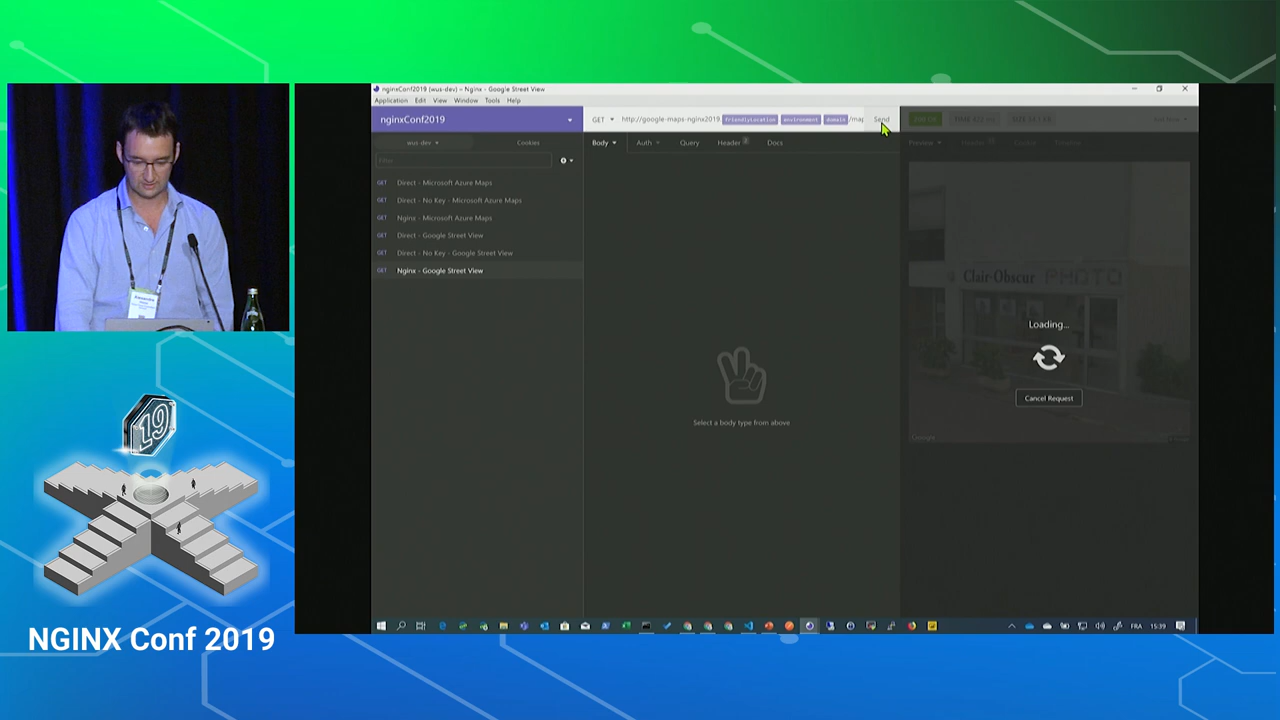 nginxConf2019 (wus-dev) – Nginx - Google Street View
Application Edit View Window Tools Help
nginxConf2019
GET http://google-maps-nginx2019 friendlyLocation environment domain /map Send
wus-dev Cookies
Body Auth Query Header Docs
Preview
Filter
GET Direct - Microsoft Azure Maps
GET Direct - No Key - Microsoft Azure Maps
GET Nginx - Microsoft Azure Maps
GET Direct - Google Street View
GET Direct - No Key - Google Street View
GET Nginx - Google Street View
Clair-Obscur PHOTO
Loading...
Cancel Request
Select a body type from above
Google
FRA 15:39
19
NGINX Conf 2019